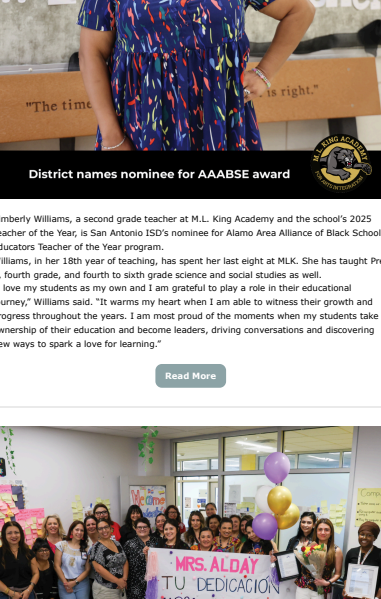 "The time
is right."
M.L. KING ACADEMY
FOR ARTS INTEGRATION
District names nominee for AAABSE award
mberly Williams, a second grade teacher at M.L. King Academy and the school's 2025
eacher of the Year, is San Antonio ISD's nominee for Alamo Area Alliance of Black School
ducators Teacher of the Year program.
illiams, in her 18th year of teaching, has spent her last eight at MLK. She has taught Pre
, fourth grade, and fourth to sixth grade science and social studies as well.
love my students as my own and I am grateful to play a role in their educational
ourney," Williams said. "It warms my heart when I am able to witness their growth and
rogress throughout the years. I am most proud of the moments when my students take
wnership of their education and become leaders, driving conversations and discovering
ew ways to spark a love for learning."
Read More
MRS. ALDAY
TU DEDICACIÓN